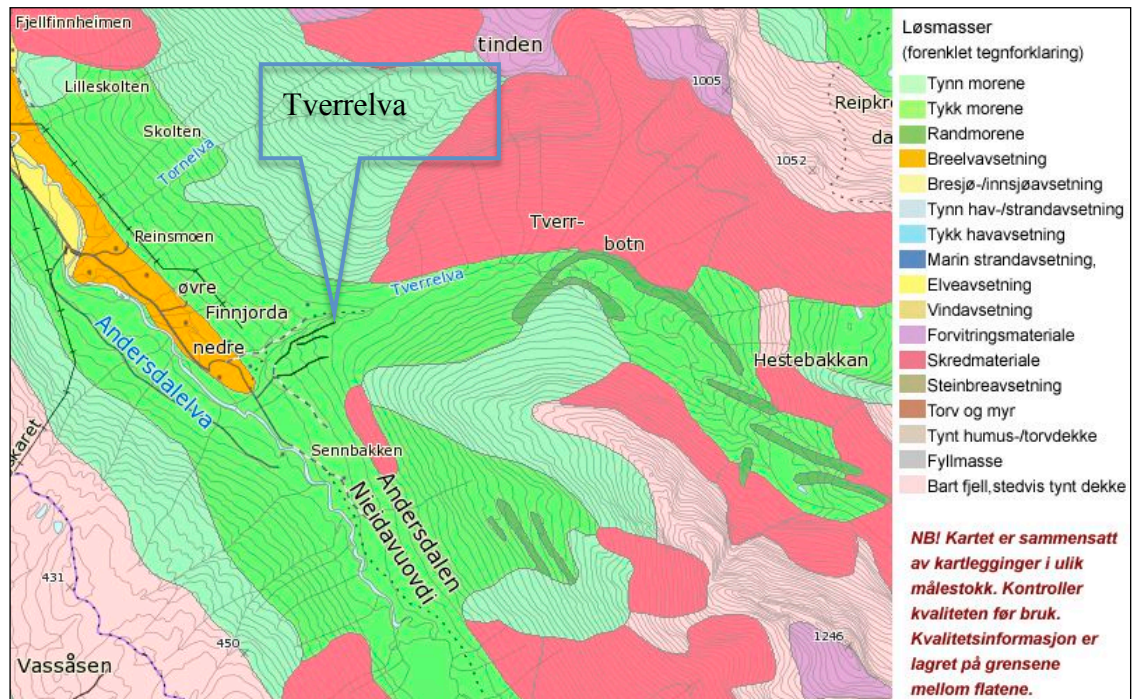 Fjellfinnheimen
tinden
Lilleskolten
1005
Tverrelva
Reipkro
da
Skolten
Tornelva
1052
Tverr-
botn
Reinsmoen
Tverrelva
øvre
Finnjorda
nedre
Andersdalelva
Hestebakkan
skaret
Sennbakken
Andersdalen
Nieidavuovdi
431
450
1246
Vassåsen
Løsmasser
(forenklet tegnforklaring)
Tynn morene
Tykk morene
Randmorene
Breelvavsetning
Bresjø-/innsjøavsetning
Tynn hav-/strandavsetning
Tykk havavsetning
Marin strandavsetning,
Elveavsetning
Vindavsetning
Forvitringsmateriale
Skredmateriale
Steinbreavsetning
Torv og myr
Tynt humus-/torvdekke
Fyllmasse
Bart fjell,stedvis tynt dekke
NB! Kartet er sammensatt
av kartlegginger i ulik
målestokk. Kontroller
kvaliteten før bruk.
Kvalitetsinformasjon er
lagret på grensene
mellom flatene.